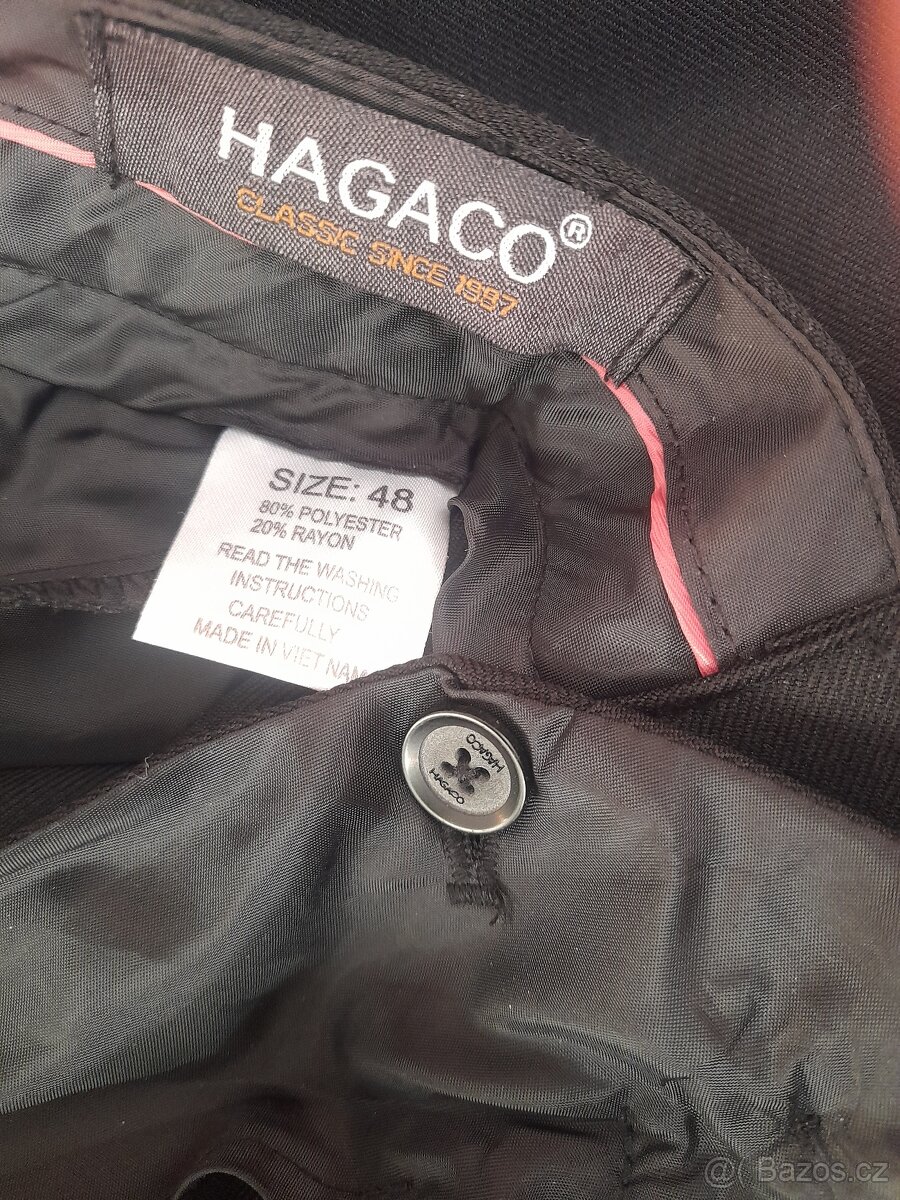 HAGACO®
CLASSIC SINCE 1997
SIZE: 48
80% POLYESTER
20% RAYON
READ THE WASHING
INSTRUCTIONS
CAREFULLY
MADE IN VIET NAM
HAGACO
HAGACO
@ Bazos.cz